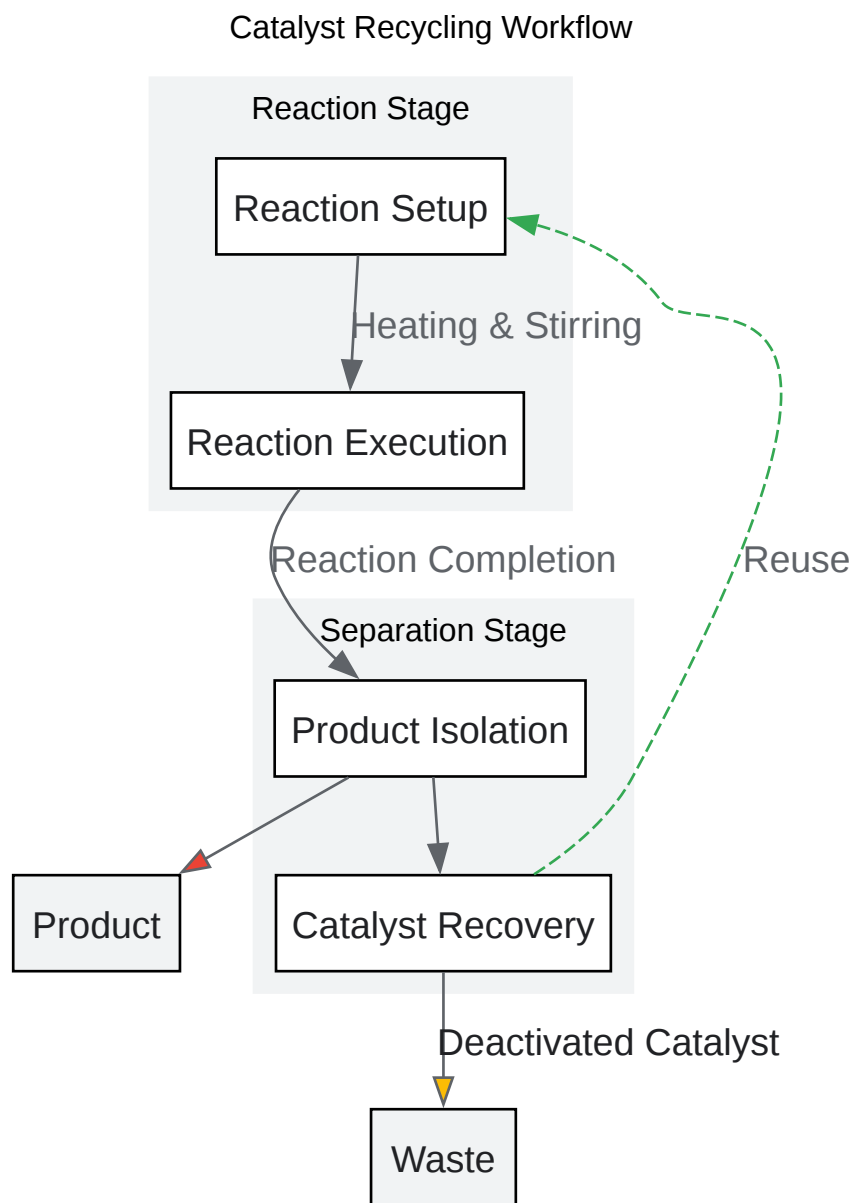 Catalyst Recycling Workflow
Reaction Stage
Reaction Setup
Heating & Stirring
Reaction Execution
Reaction Completion
Reuse
Separation Stage
Product Isolation
Product
Catalyst Recovery
Deactivated Catalyst
Waste